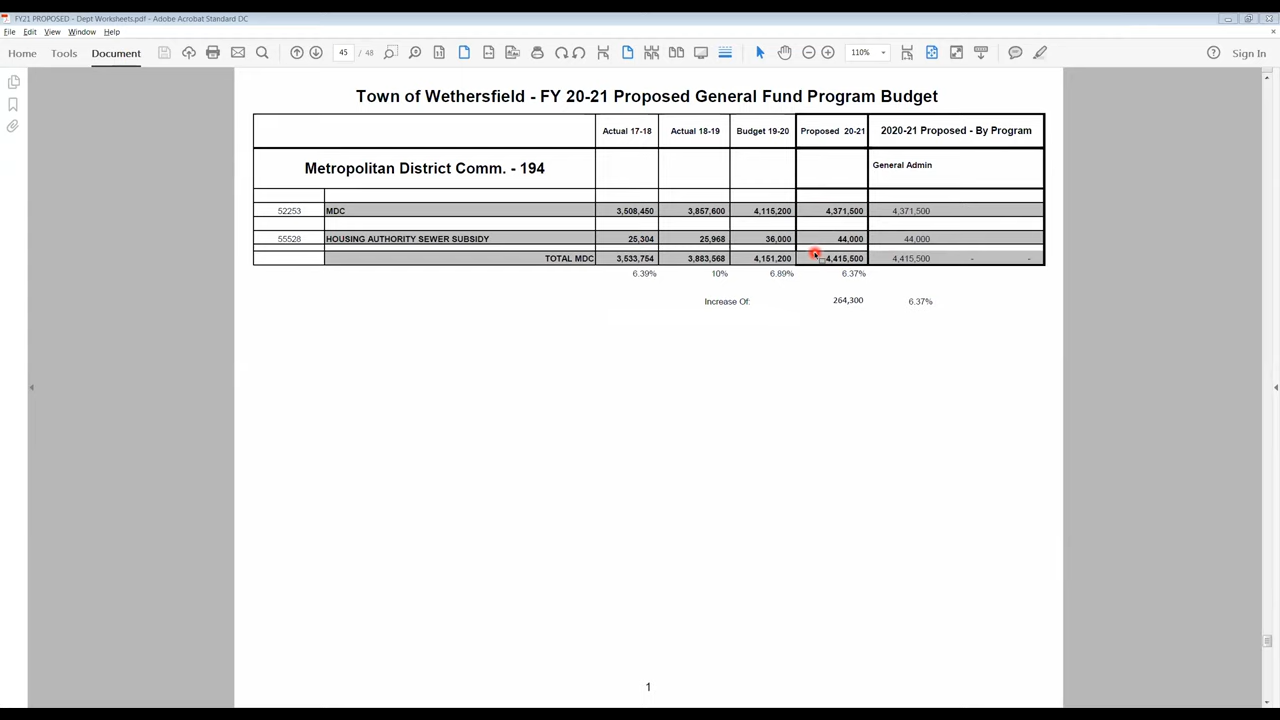 FY21 PROPOSED - Dept Worksheets.pdf - Adobe Acrobat Standard DC
File Edit View Window Help
Home Tools Document 45 / 48 110% Sign In
Town of Wethersfield - FY 20-21 Proposed General Fund Program Budget
Actual 17-18 Actual 18-19 Budget 19-20 Proposed 20-21 2020-21 Proposed - By Program
Metropolitan District Comm. - 194 General Admin
52253 MDC 3,508,450 3,857,600 4,115,200 4,371,500 4,371,500
55528 HOUSING AUTHORITY SEWER SUBSIDY 25,304 25,968 36,000 44,000 44,000
TOTAL MDC 3,533,754 3,883,568 4,151,200 4,415,500 4,415,500 - -
6.39% 10% 6.89% 6.37%
Increase Of: 264,300 6.37%
1